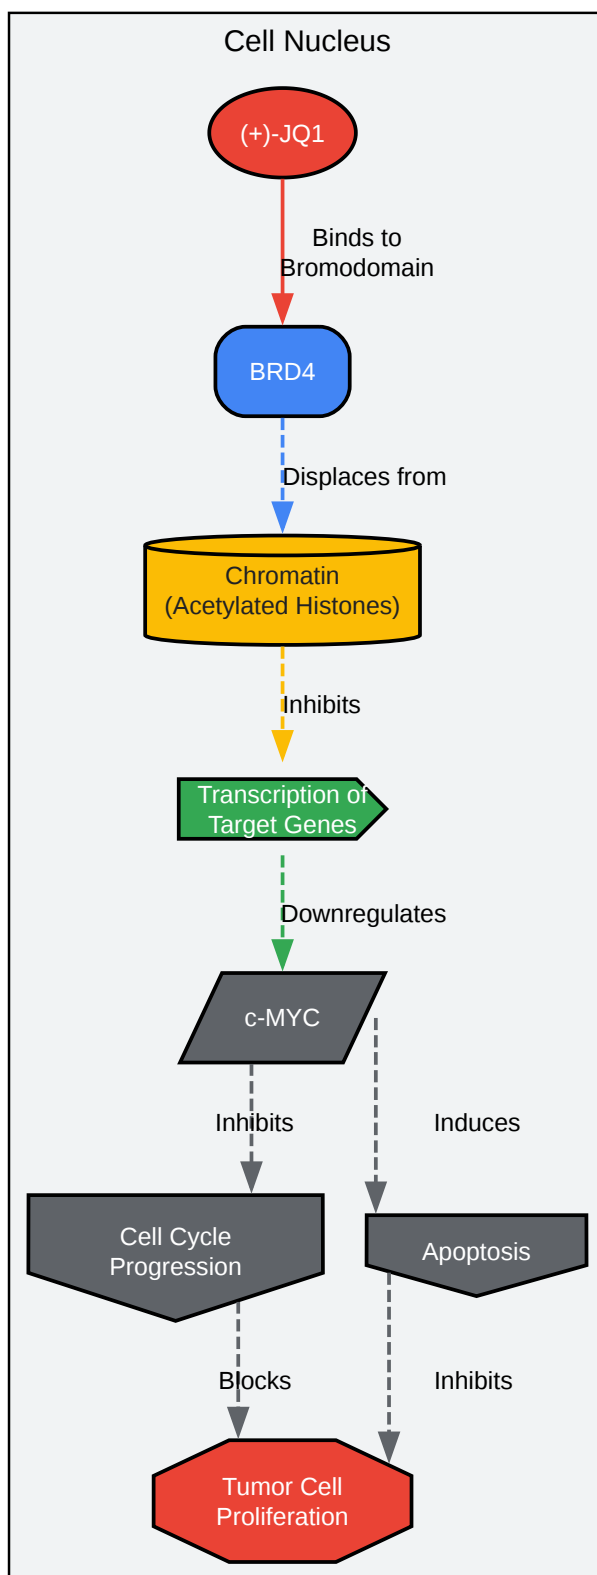 Cell Nucleus
(+)-JQ1
Binds to
Bromodomain
BRD4
Displaces from
Chromatin
(Acetylated Histones)
Inhibits
Transcription of
Target Genes
Downregulates
c-MYC
Inhibits
Induces
Cell Cycle
Progression
Apoptosis
Blocks
Inhibits
Tumor Cell
Proliferation